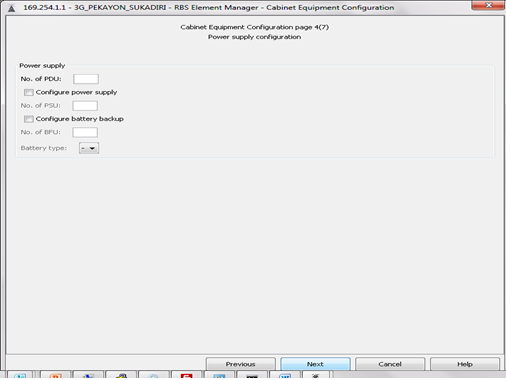 169.254.1.1 - 3G_PEKAYON_SUKADIRI - RBS Element Manager - Cabinet Equipment Configuration
Cabinet Equipment Configuration page 4(7)
Power supply configuration
Power supply
No. of PDU:
Configure power supply
No. of PSU:
Configure battery backup
No. of BFU:
Battery type: -
Previous Next Cancel Help